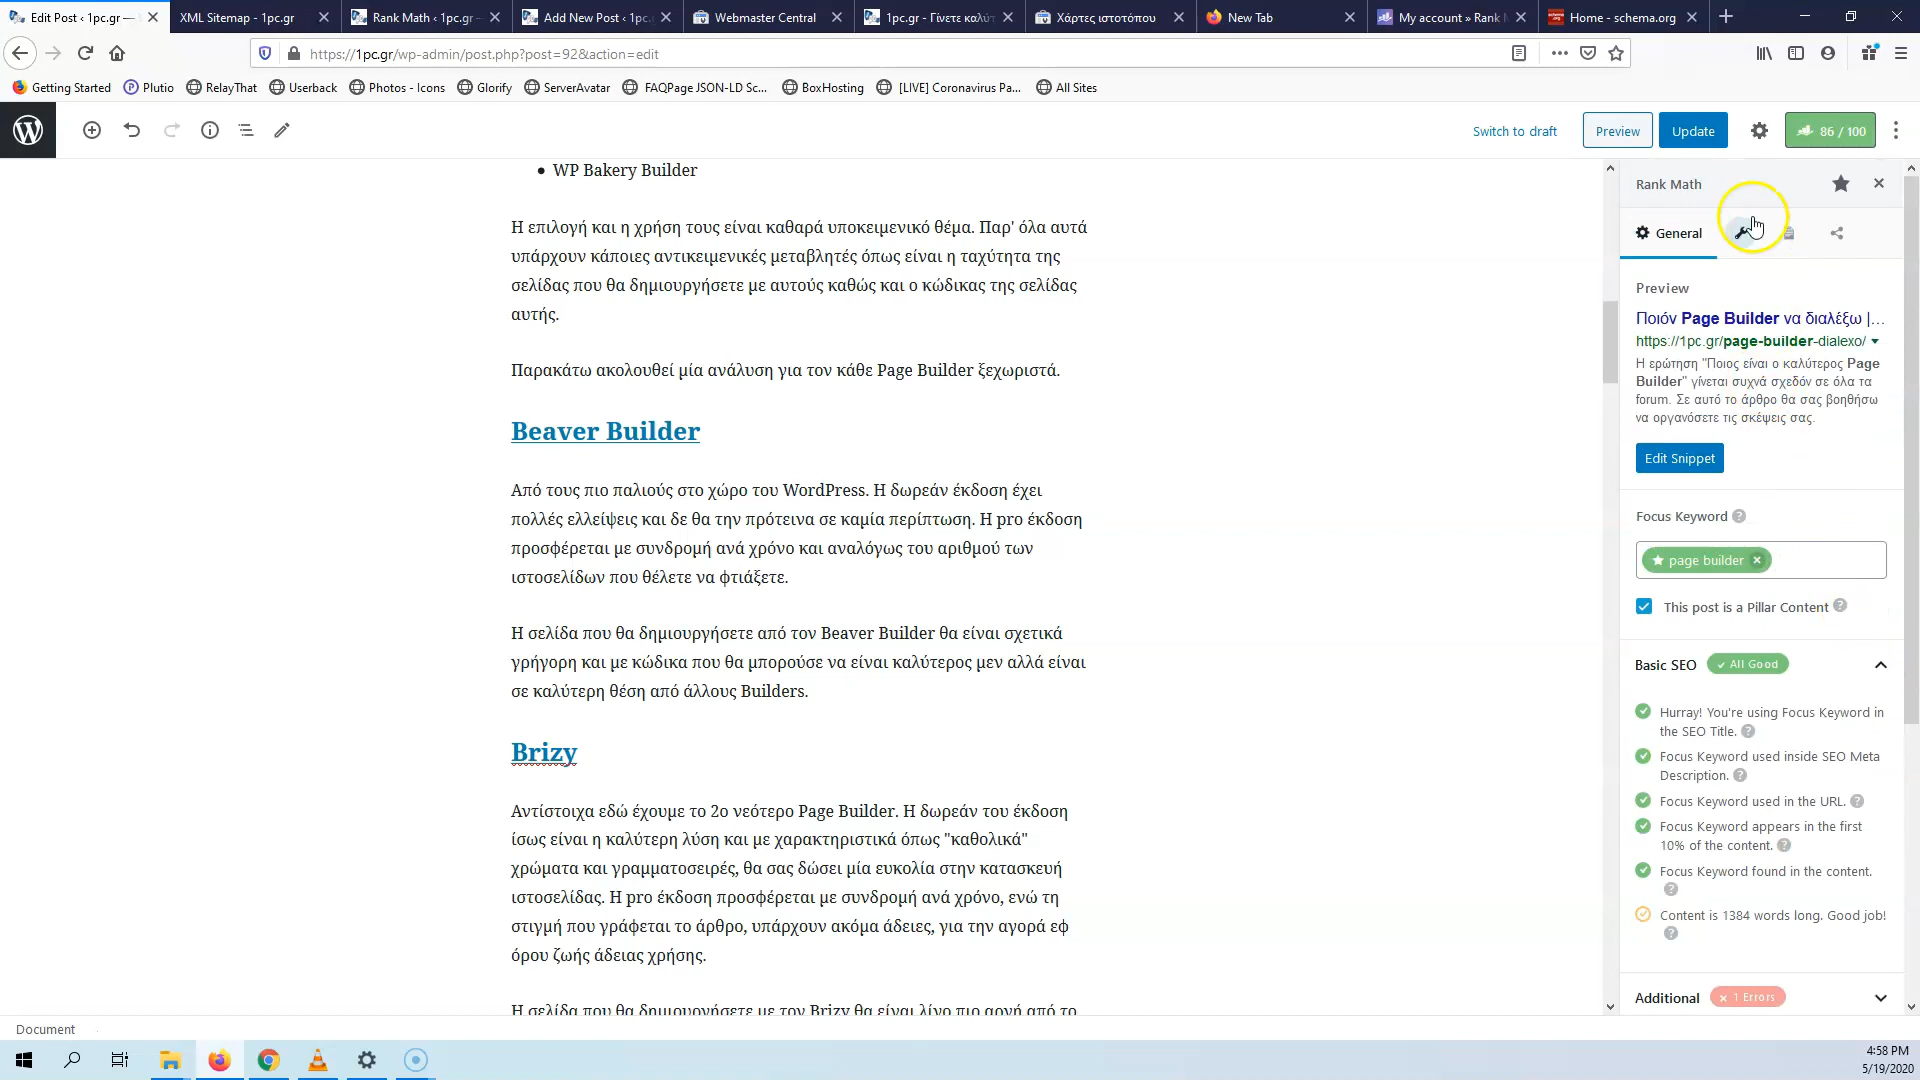 Edit Post ‹ 1pc.gr —
XML Sitemap - 1pc.gr
Rank Math ‹ 1pc.gr —
Add New Post ‹ 1pc.
Webmaster Central
1pc.gr - Γίνετε καλύτ
Χάρτες ιστοτόπου
New Tab
My account » Rank M
Home - schema.org
https://1pc.gr/wp-admin/post.php?post=92&action=edit
Getting Started
Plutio
RelayThat
Userback
Photos - Icons
Glorify
ServerAvatar
FAQPage JSON-LD Sc...
BoxHosting
[LIVE] Coronavirus Pa...
All Sites
Switch to draft
Preview
Update
86 / 100
WP Bakery Builder
Η επιλογή και η χρήση τους είναι καθαρά υποκειμενικό θέμα. Παρ' όλα αυτά
υπάρχουν κάποιες αντικειμενικές μεταβλητές όπως είναι η ταχύτητα της
σελίδας που θα δημιουργήσετε με αυτούς καθώς και ο κώδικας της σελίδας
αυτής.
Παρακάτω ακολουθεί μία ανάλυση για τον κάθε Page Builder ξεχωριστά.
Beaver Builder
Από τους πιο παλιούς στο χώρο του WordPress. Η δωρεάν έκδοση έχει
πολλές ελλείψεις και δε θα την πρότεινα σε καμία περίπτωση. Η pro έκδοση
προσφέρεται με συνδρομή ανά χρόνο και αναλόγως του αριθμού των
ιστοσελίδων που θέλετε να φτιάξετε.
Η σελίδα που θα δημιουργήσετε από τον Beaver Builder θα είναι σχετικά
γρήγορη και με κώδικα που θα μπορούσε να είναι καλύτερος μεν αλλά είναι
σε καλύτερη θέση από άλλους Builders.
Brizy
Αντίστοιχα εδώ έχουμε το 2ο νεότερο Page Builder. Η δωρεάν του έκδοση
ίσως είναι η καλύτερη λύση και με χαρακτηριστικά όπως "καθολικά"
χρώματα και γραμματοσειρές, θα σας δώσει μία ευκολία στην κατασκευή
ιστοσελίδας. Η pro έκδοση προσφέρεται με συνδρομή ανά χρόνο, ενώ τη
στιγμή που γράφεται το άρθρο, υπάρχουν ακόμα άδειες, για την αγορά εφ
όρου ζωής άδειας χρήσης.
Η σελίδα που θα δημιουργήσετε με τον Brizy θα είναι λίγο πιο αργή από το
Rank Math
General
Preview
Ποιόν Page Builder να διαλέξω |...
https://1pc.gr/page-builder-dialexo/
Η ερώτηση "Ποιος είναι ο καλύτερος Page
Builder" γίνεται συχνά σχεδόν σε όλα τα
forum. Σε αυτό το άρθρο θα σας βοηθήσω
να οργανόσετε τις σκέψεις σας.
Edit Snippet
Focus Keyword
page builder
This post is a Pillar Content
Basic SEO
All Good
Hurray! You're using Focus Keyword in
the SEO Title.
Focus Keyword used inside SEO Meta
Description.
Focus Keyword used in the URL.
Focus Keyword appears in the first
10% of the content.
Focus Keyword found in the content.
Content is 1384 words long. Good job!
Additional
× 1 Errors
Document
4:58 PM
5/19/2020